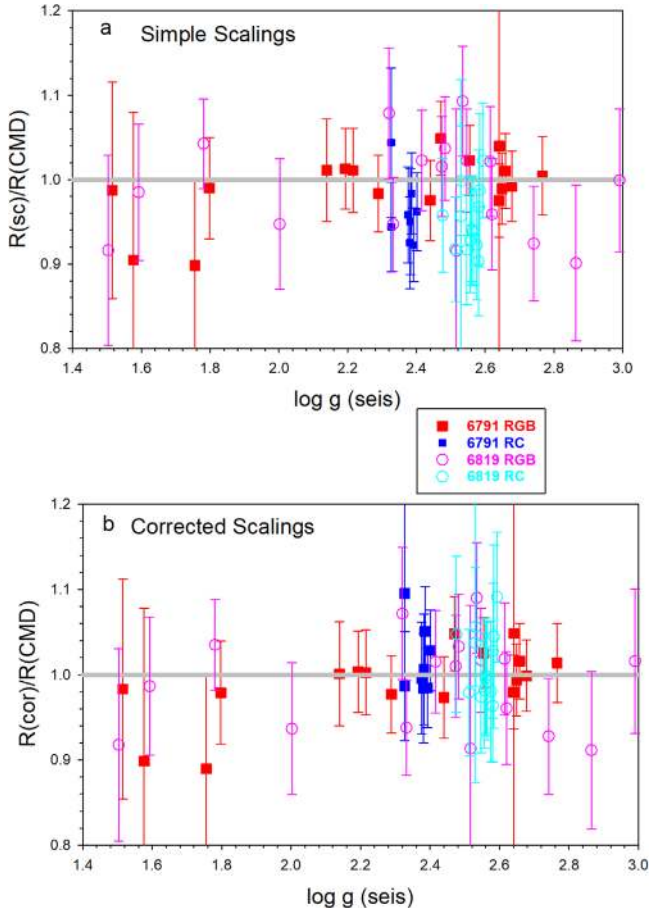 a
Simple Scalings
1.2
1.1
1.0
0.9
0.8
R(sc)/R(CMD)
1.4 1.6 1.8 2.0 2.2 2.4 2.6 2.8 3.0
log g (seis)
6791 RGB
6791 RC
6819 RGB
6819 RC
b
Corrected Scalings
1.2
1.1
1.0
0.9
0.8
R(cor)/R(CMD)
1.4 1.6 1.8 2.0 2.2 2.4 2.6 2.8 3.0
log g (seis)